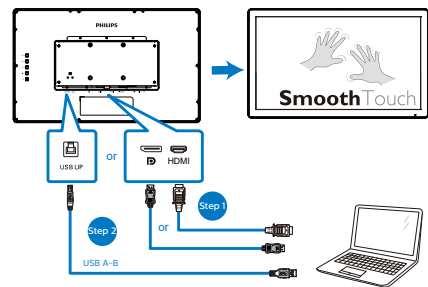 PHILIPS
SmoothTouch
or
USB UP
HDMI
Step 1
or
Step 2
USB A-B